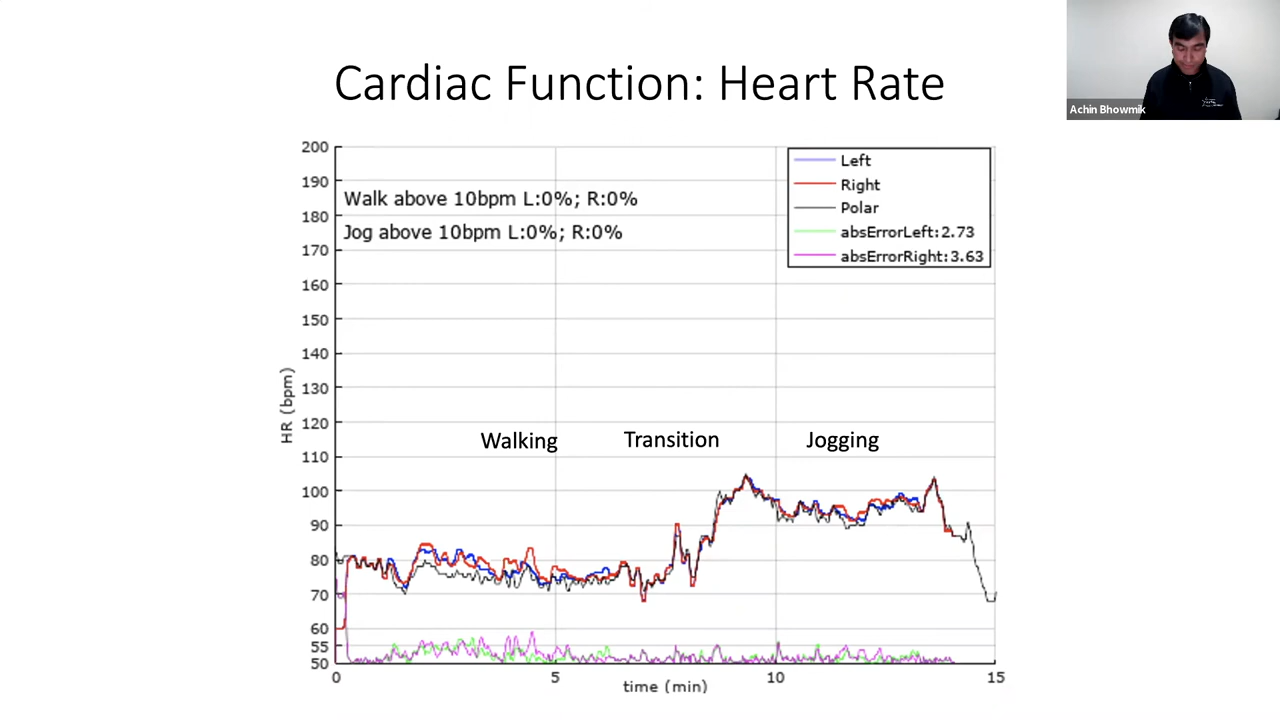 Cardiac Function: Heart Rate
Achin Bhowmik
200
190
180
170
160
150
140
130
120
110
100
90
80
70
60
55
50
HR (bpm)
Walk above 10bpm L:0%; R:0%
Jog above 10bpm L:0%; R:0%
Left
Right
Polar
absErrorLeft:2.73
absErrorRight:3.63
Walking
Transition
Jogging
0
5
10
15
time (min)